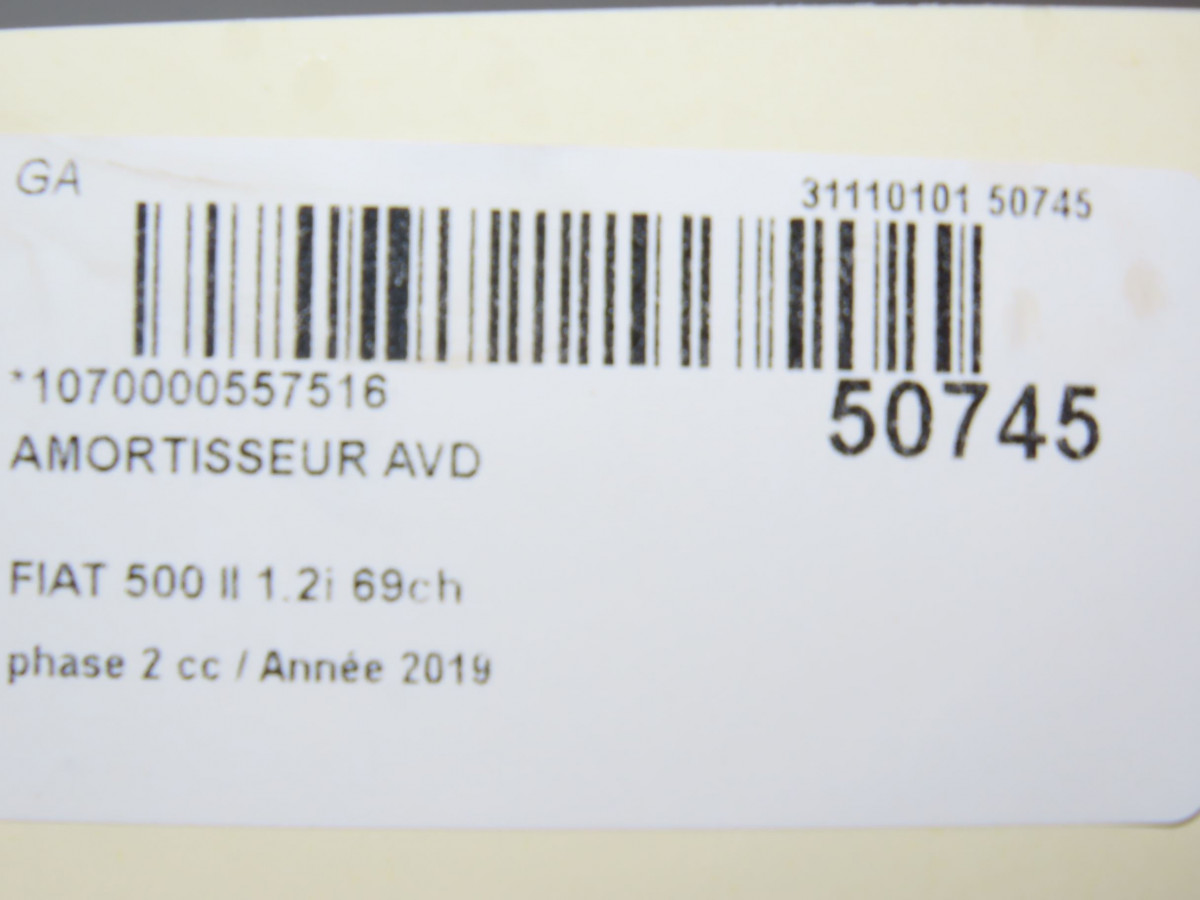 GA
31110101 50745
*1070000557516
50745
AMORTISSEUR AVD
FIAT 500 II 1.2i 69ch
phase 2 cc / Année 2019